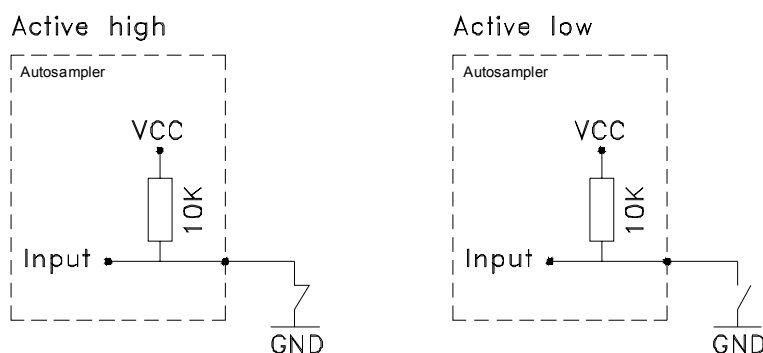 Active high
Autosampler
VCC
10K
Input
GND
Active low
Autosampler
VCC
10K
Input
GND